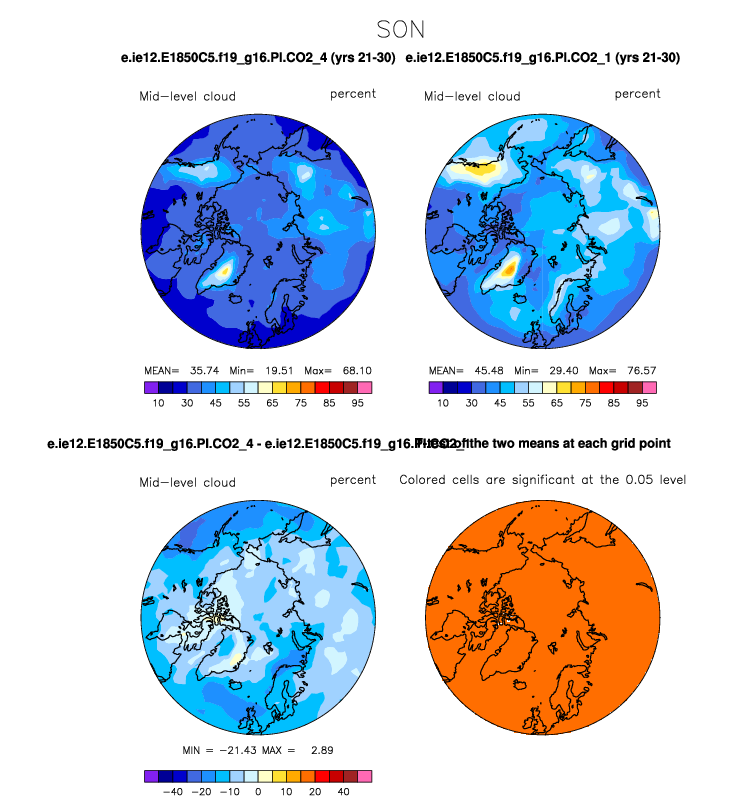 SON
e.ie12.E1850C5.f19_g16.PI.CO2_4 (yrs 21-30) e.ie12.E1850C5.f19_g16.PI.CO2_1 (yrs 21-30)
Mid-level cloud percent Mid-level cloud percent
MEAN= 35.74 Min= 19.51 Max= 68.10 MEAN= 45.48 Min= 29.40 Max= 76.57
10 30 45 55 65 75 85 95 10 30 45 55 65 75 85 95
e.ie12.E1850C5.f19_g16.PI.CO2_4 - e.ie12.E1850C5.f19_g16.PI.CO2_ of the two means at each grid point
Mid-level cloud percent Colored cells are significant at the 0.05 level
MIN = -21.43 MAX = 2.89
-40 -20 -10 0 10 20 40